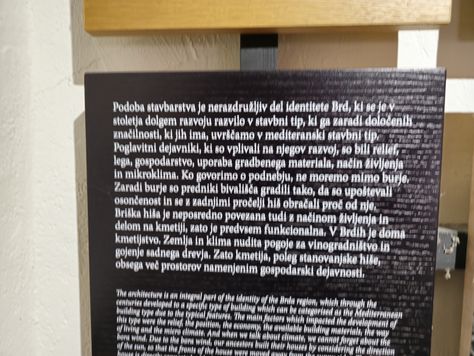 Podoba stavbarstva je nerazdružljiv del identitete Brd, ki se je v
stoletja dolgem razvoju razvilo v stavbni tip, ki ga zaradi določenih
značilnosti, ki jih ima, uvrščamo v mediteranski stavbni tip.
Poglavitni dejavniki, ki so vplivali na njegov razvoj, so bili relief,
lega, gospodarstvo, uporaba gradbenega materiala, način življenja
in mikroklima. Ko govorimo o podnebju, ne moremo mimo burje.
Zaradi burje so predniki bivališča gradili tako, da so upoštevali
osončenost in se z zadnjimi pročelji hiš obračali proč od nje.
Briška hiša je neposredno povezana tudi z načinom življenja in
delom na kmetiji, zato je predvsem funkcionalna. V Brdih je doma
kmetijstvo. Zemlja in klima nudita pogoje za vinogradništvo in
gojenje sadnega drevja. Zato kmetija, poleg stanovanjske hiše,
obsega več prostorov namenjenim gospodarski dejavnosti.
The architecture is an integral part of the identity of the Brda region, which through the
centuries developed to a specific type of building which can be categorised as the Mediterranean
building type due to the typical features. The main factors which impacted the development of
this type were the relief, the position, the economy, the available building materials, the way
of living and the microclimate. And when we talk about climate, we cannot forget about the
bora wind. Due to the bora wind, our ancestors built their houses by considering the direction
of the sun, so that the fronts of the house were moved away from the